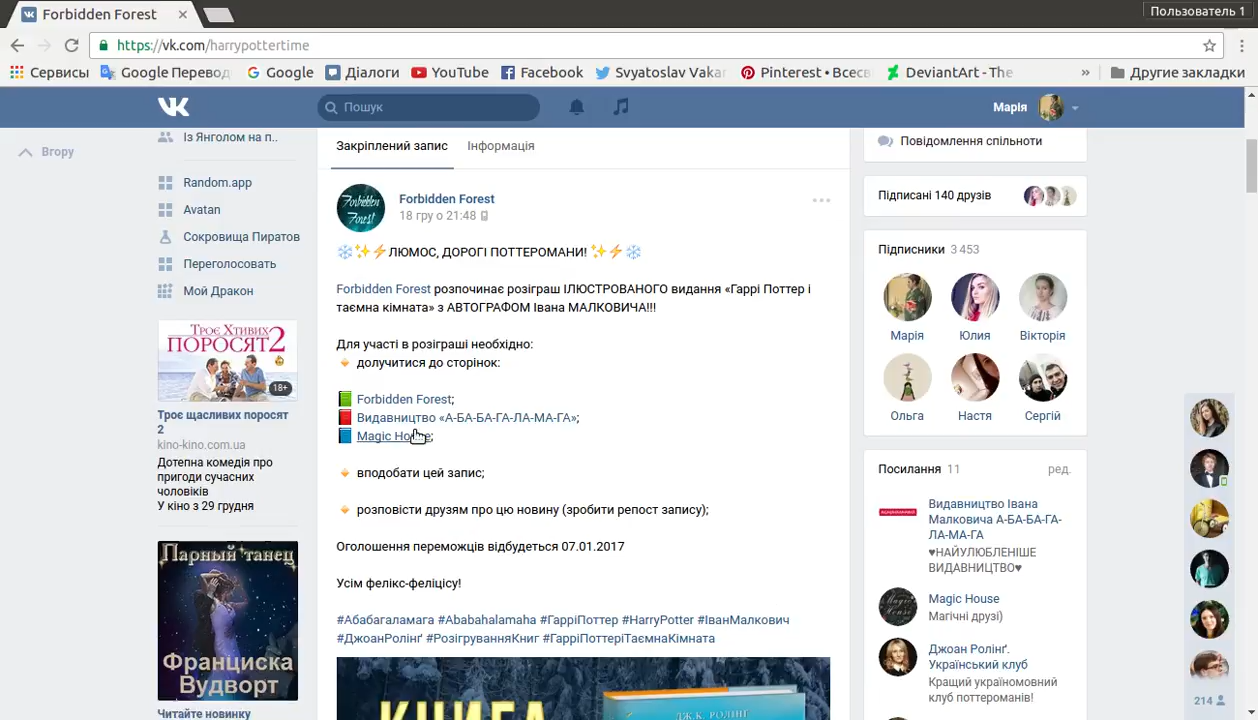 Forbidden Forest
Пользователь 1
https://vk.com/harrypottertime
Сервисы
Google Перевод
Google
Діалоги
YouTube
Facebook
Svyatoslav Vaka
Pinterest • Всес
DeviantArt - The
»
Другие закладки
Пошук
Марія
Вгору
Із Янголом на п..
Random.app
Avatan
Сокровища Пиратов
Переголосовать
Мой Дракон
ТРОЄ ХТИВИХ
ПОРОСЯТ 2
18+
Троє щасливих поросят
2
kino-kino.com.ua
Дотепна комедія про
пригоди сучасних
чоловіків
У кіно з 29 грудня
Парный танец
Франциска
Вудворт
Читайте новинку
Закріплений запис
Інформація
Forbidden Forest
Forbidden Forest
18 гру о 21:48
ЛЮМОС, ДОРОГІ ПОТТЕРОМАНИ!
Forbidden Forest розпочинає розіграш ІЛЮСТРОВАНОГО видання «Гаррі Поттер і
таємна кімната» з АВТОГРАФОМ Івана МАЛКОВИЧА!!!
Для участі в розіграші необхідно:
долучитися до сторінок:
Forbidden Forest;
Видавництво «А-БА-БА-ГА-ЛА-МА-ГА»;
Magic House;
вподобати цей запис;
розповісти друзям про цю новину (зробити репост запису);
Оголошення переможців відбудеться 07.01.2017
Усім фелікс-феліцісу!
#Абабагаламага #Ababahalamaha #ГарріПоттер #HarryPotter #ІванМалкович
#ДжоанРолінґ #РозігруванняКниг #ГарріПоттерІТаємнаКімната
КНИГА
ДЖ.К. РОЛІНҐ
Повідомлення спільноти
Підписані 140 друзів
Підписники 3 453
Марія
Юлия
Вікторія
Ольга
Настя
Сергій
Посилання 11
ред.
Видавництво Івана
Малковича А-БА-БА-ГА-
ЛА-МА-ГА
♥НАЙУЛЮБЛЕНІШЕ
ВИДАВНИЦТВО♥
Magic House
Магічні друзі)
Джоан Ролінґ.
Український клуб
Кращий україномовний
клуб поттероманів!
214